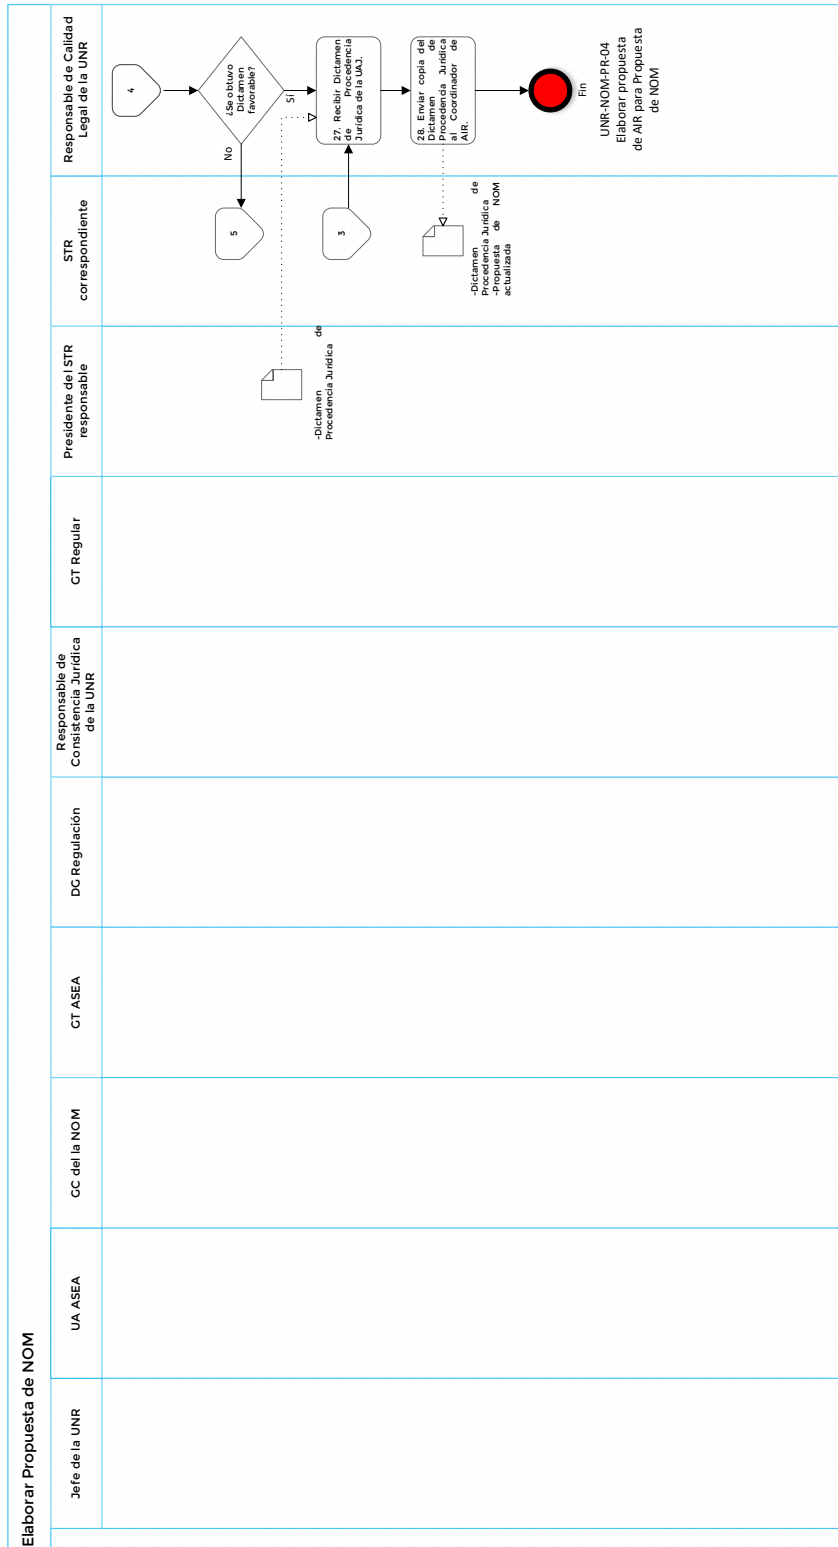 Elaborar Propuesta de NOM
Responsable de Calidad
Legal de la UNR
STR
correspondiente
Presidente del STR
responsable
GT Regular
Responsable de
Consistencia Jurídica
de la UNR
DG Regulación
GT ASEA
GC del la NOM
UA ASEA
Jefe de la UNR
4
¿Se obtuvo
Dictamen
favorable?
No
Sí
5
27. Recibir Dictamen
de Procedencia
Jurídica de la UAJ.
3
-Dictamen de
Procedencia Jurídica
28. Enviar copia del
Dictamen de
Procedencia Jurídica
al Coordinador de
AIR.
-Dictamen de
Procedencia Jurídica
-Propuesta de NOM
actualizada
Fin
UNR-NOM-PR-04
Elaborar propuesta
de AIR para Propuesta
de NOM